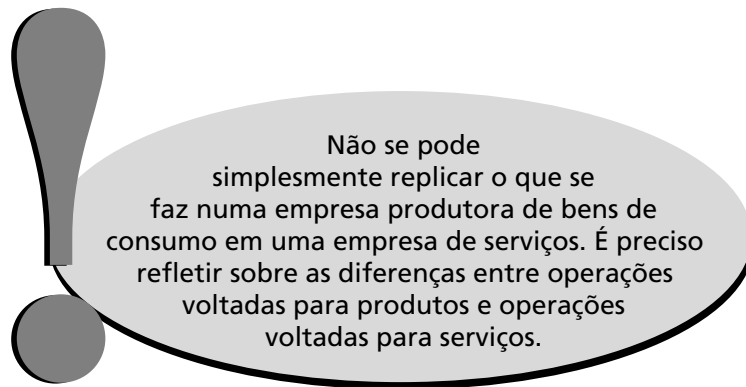 Não se pode
simplesmente replicar o que se
faz numa empresa produtora de bens de
consumo em uma empresa de serviços. É preciso
refletir sobre as diferenças entre operações
voltadas para produtos e operações
voltadas para serviços.